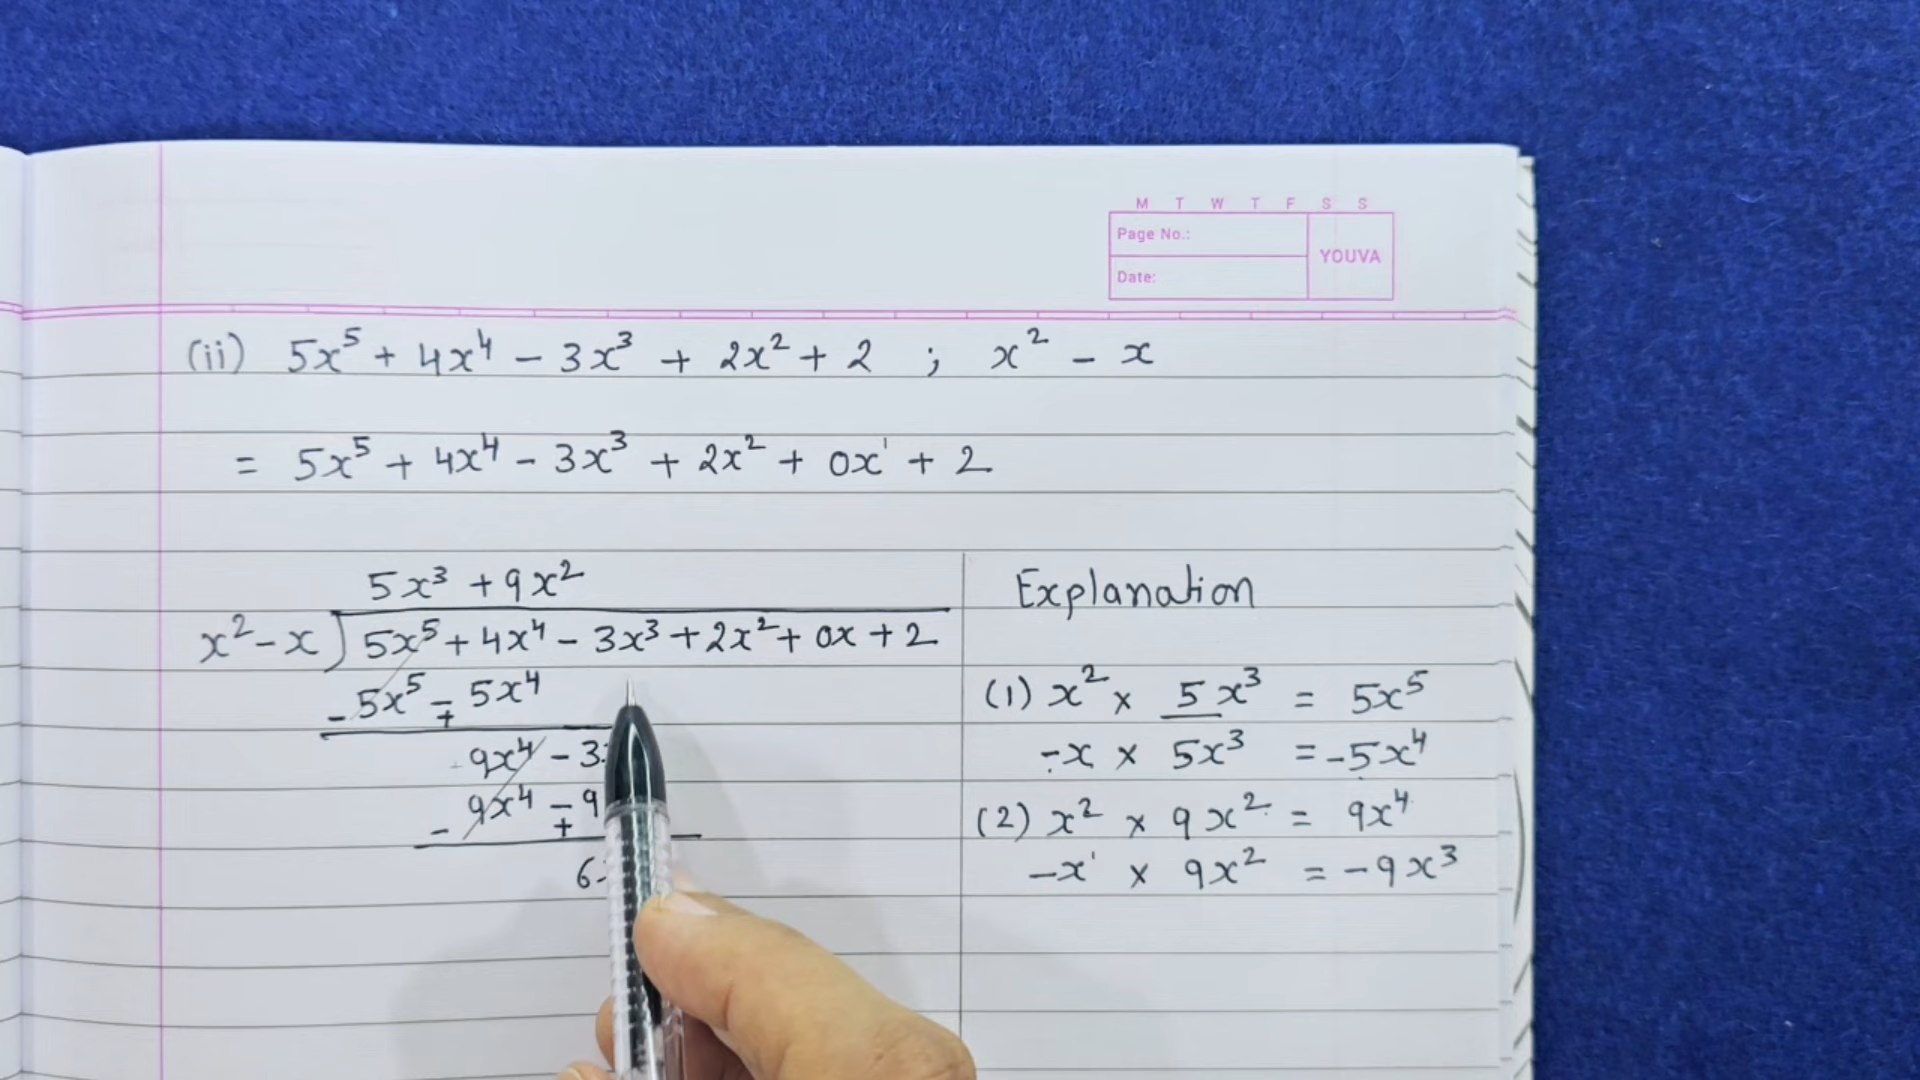 M T W T F S S
Page No.:
YOUVA
Date:
(ii) 5x⁵ + 4x⁴ - 3x³ + 2x² + 2 ; x² - x
= 5x⁵ + 4x⁴ - 3x³ + 2x² + 0x¹ + 2
5x³ + 9x²
x² - x ) 5x⁵ + 4x⁴ - 3x³ + 2x² + 0x + 2
- 5x⁵ - + 5x⁴
9x⁴ - 3
- 9x⁴ - + 9
6
Explanation
(1) x² × 5x³ = 5x⁵
-x × 5x³ = -5x⁴
(2) x² × 9x² = 9x⁴
-x¹ × 9x² = -9x³